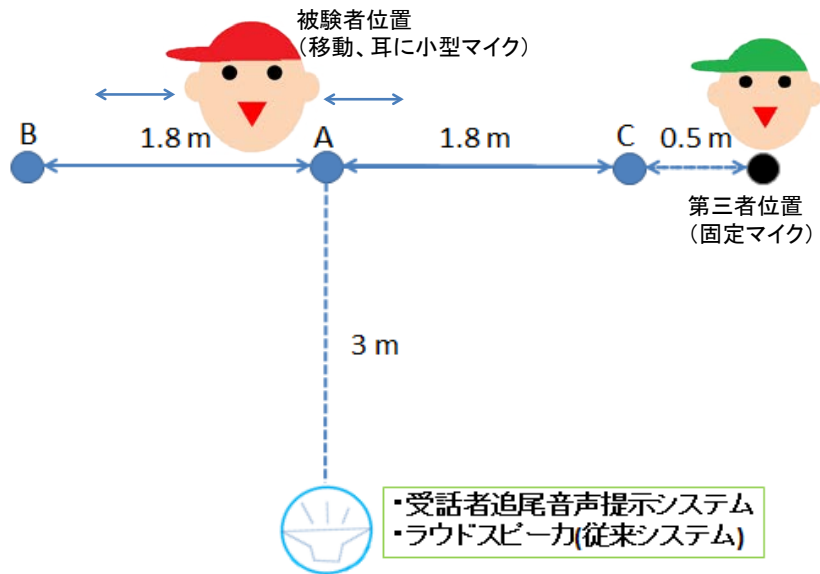 被験者位置
（移動、耳に小型マイク）
B
1.8 m
A
1.8 m
C
0.5 m
第三者位置
（固定マイク）
3 m
・受話者追尾音声提示システム
・ラウドスピーカ(従来システム)